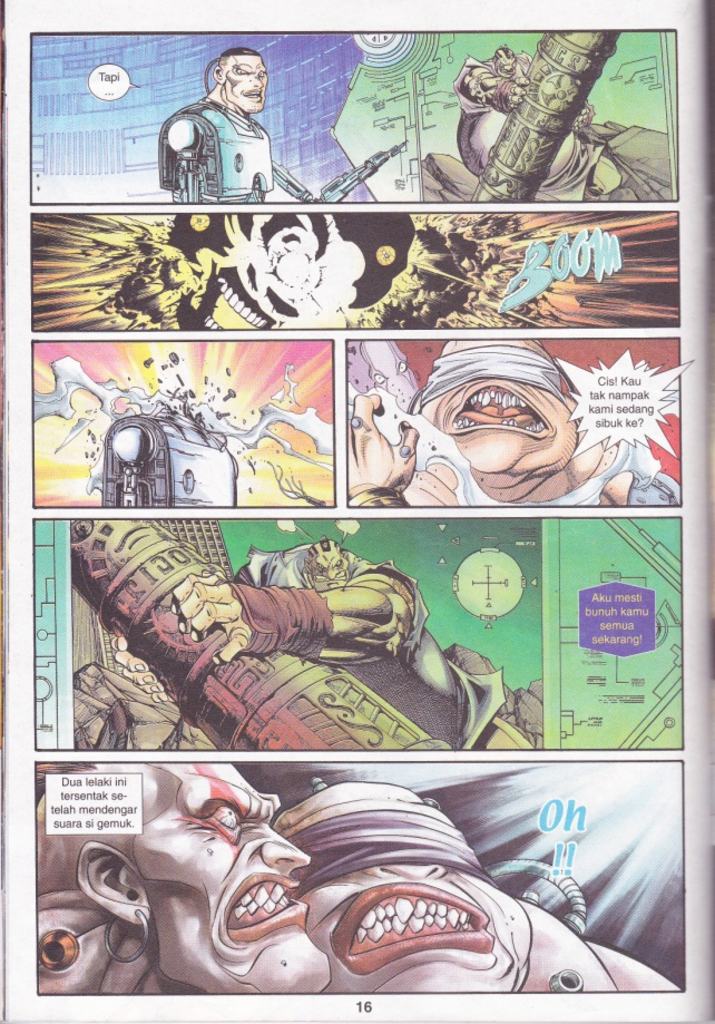 Tapi
...
BOOM
Cis! Kau
tak nampak
kami sedang
sibuk ke?
Aku mesti
bunuh kamu
semua
sekarang!
Dua lelaki ini
tersentak se-
telah mendengar
suara si gemuk.
Oh
!!
16